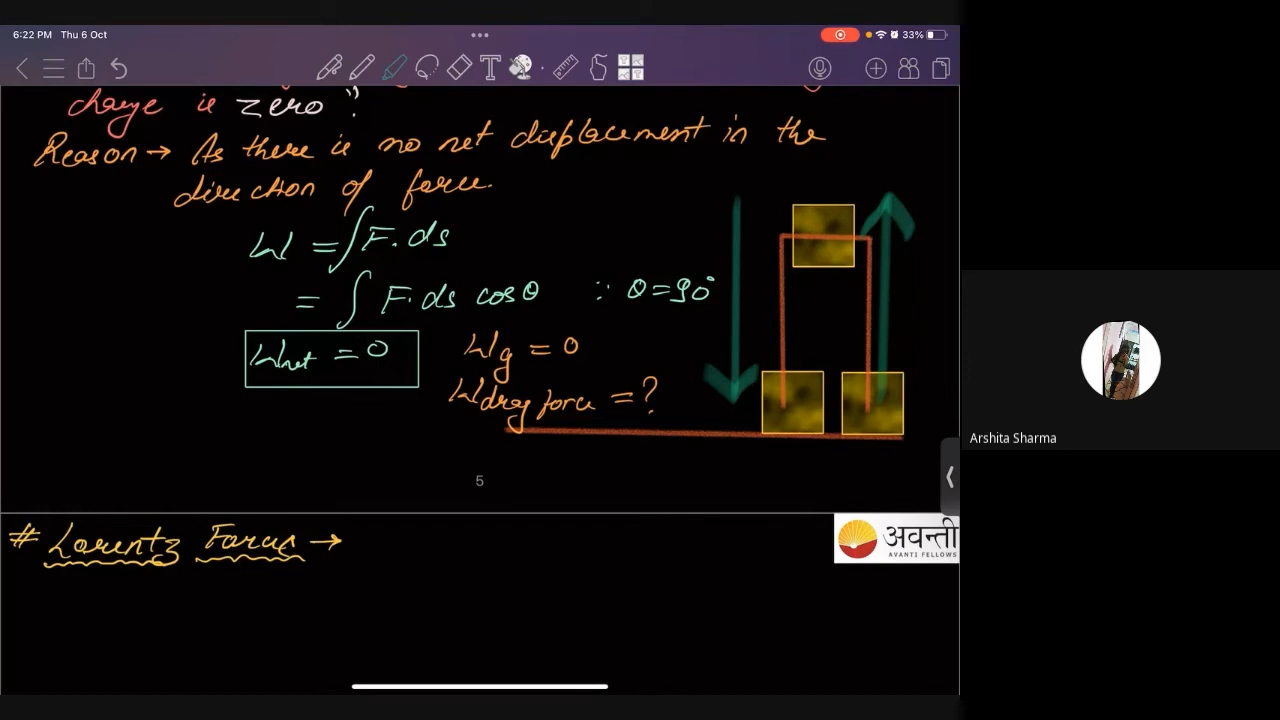 6:22 PM Thu 6 Oct
33%
charge is zero?"
Reason → As there is no net displacement in the
direction of force.
W = ∫F.ds
= ∫ F.ds cosθ ∵ θ=90°
Wnet = 0
Wg = 0
Wdrag force = ?
5
# Lorentz Force →
अवन्ती
AVANTI FELLOWS
Arshita Sharma